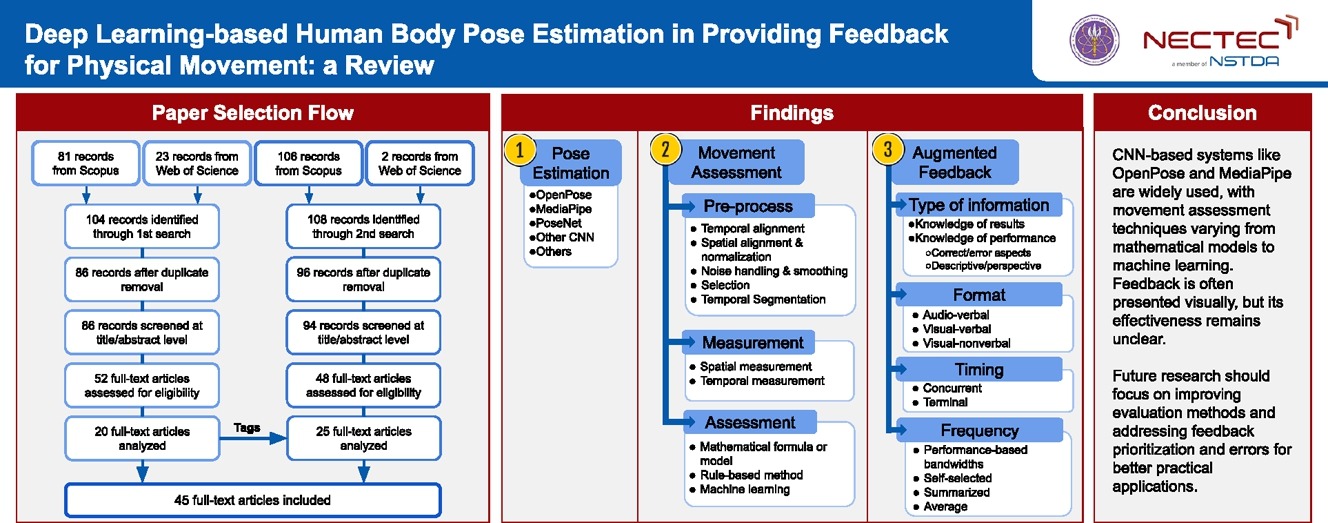 Deep Learning-based Human Body Pose Estimation in Providing Feedback
for Physical Movement: a Review
NECTEC
a member of NSTDA
Paper Selection Flow
81 records
from Scopus
23 records from
Web of Science
106 records
from Scopus
2 records from
Web of Science
104 records identified
through 1st search
108 records identified
through 2nd search
86 records after duplicate
removal
96 records after duplicate
removal
86 records screened at
title/abstract level
94 records screened at
title/abstract level
52 full-text articles
assessed for eligibility
48 full-text articles
assessed for eligibility
20 full-text articles
analyzed
Tags
25 full-text articles
analyzed
45 full-text articles included
Findings
1
Pose
Estimation
●OpenPose
●MediaPipe
●PoseNet
●Other CNN
●Others
2
Movement
Assessment
Pre-process
● Temporal alignment
● Spatial alignment &
normalization
● Noise handling & smoothing
● Selection
● Temporal Segmentation
Measurement
● Spatial measurement
● Temporal measurement
Assessment
● Mathematical formula or
model
● Rule-based method
● Machine learning
3
Augmented
Feedback
Type of information
●Knowledge of results
●Knowledge of performance
○Correct/error aspects
○Descriptive/perspective
Format
● Audio-verbal
● Visual-verbal
● Visual-nonverbal
Timing
● Concurrent
● Terminal
Frequency
● Performance-based
bandwidths
● Self-selected
● Summarized
● Average
Conclusion
CNN-based systems like
OpenPose and MediaPipe
are widely used, with
movement assessment
techniques varying from
mathematical models to
machine learning.
Feedback is often
presented visually, but its
effectiveness remains
unclear.
Future research should
focus on improving
evaluation methods and
addressing feedback
prioritization and errors for
better practical
applications.